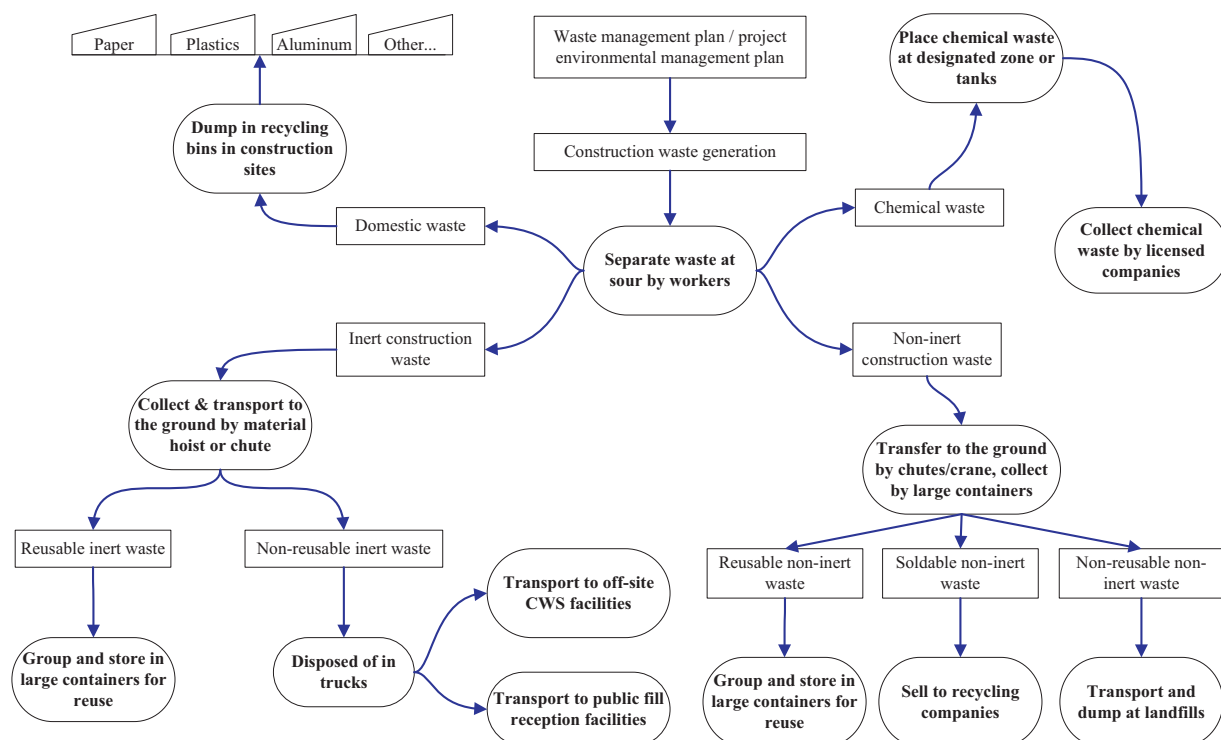 Paper
Plastics
Aluminum
Other...
Waste management plan / project
environmental management plan
Place chemical waste
at designated zone or
tanks
Dump in recycling
bins in construction
sites
Construction waste generation
Domestic waste
Chemical waste
Separate waste at
sour by workers
Collect chemical
waste by licensed
companies
Inert construction
waste
Non-inert
construction waste
Collect & transport to
the ground by material
hoist or chute
Transfer to the ground
by chutes/crane, collect
by large containers
Reusable inert waste
Non-reusable inert waste
Reusable non-inert
waste
Soldable non-inert
waste
Non-reusable non-
inert waste
Transport to off-site
CWS facilities
Group and store in
large containers for
reuse
Disposed of in
trucks
Transport to public fill
reception facilities
Group and store in
large containers for
reuse
Sell to recycling
companies
Transport and
dump at landfills